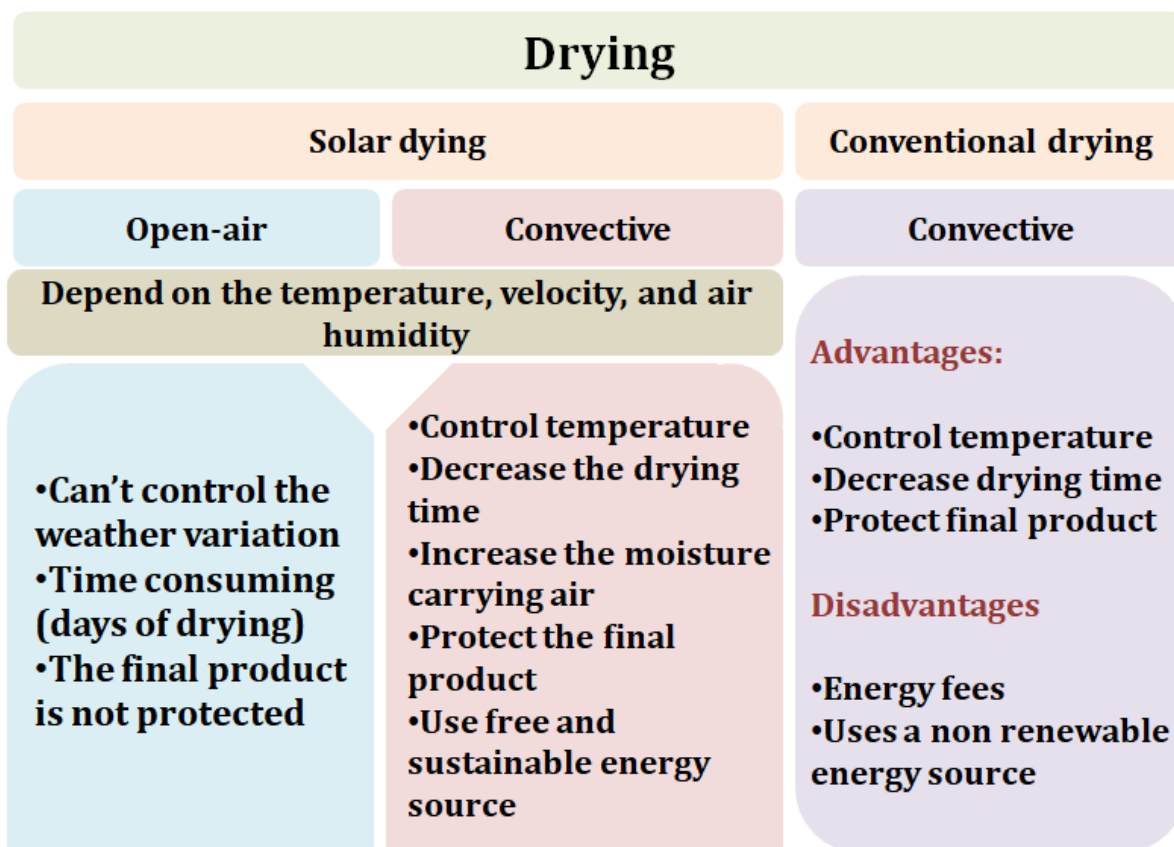 Drying
Solar dying
Conventional drying
Open-air
Convective
Convective
Depend on the temperature, velocity, and air
humidity
•Can’t control the
weather variation
•Time consuming
(days of drying)
•The final product
is not protected
•Control temperature
•Decrease the drying
time
•Increase the moisture
carrying air
•Protect the final
product
•Use free and
sustainable energy
source
Advantages:
•Control temperature
•Decrease drying time
•Protect final product
Disadvantages
•Energy fees
•Uses a non renewable
energy source